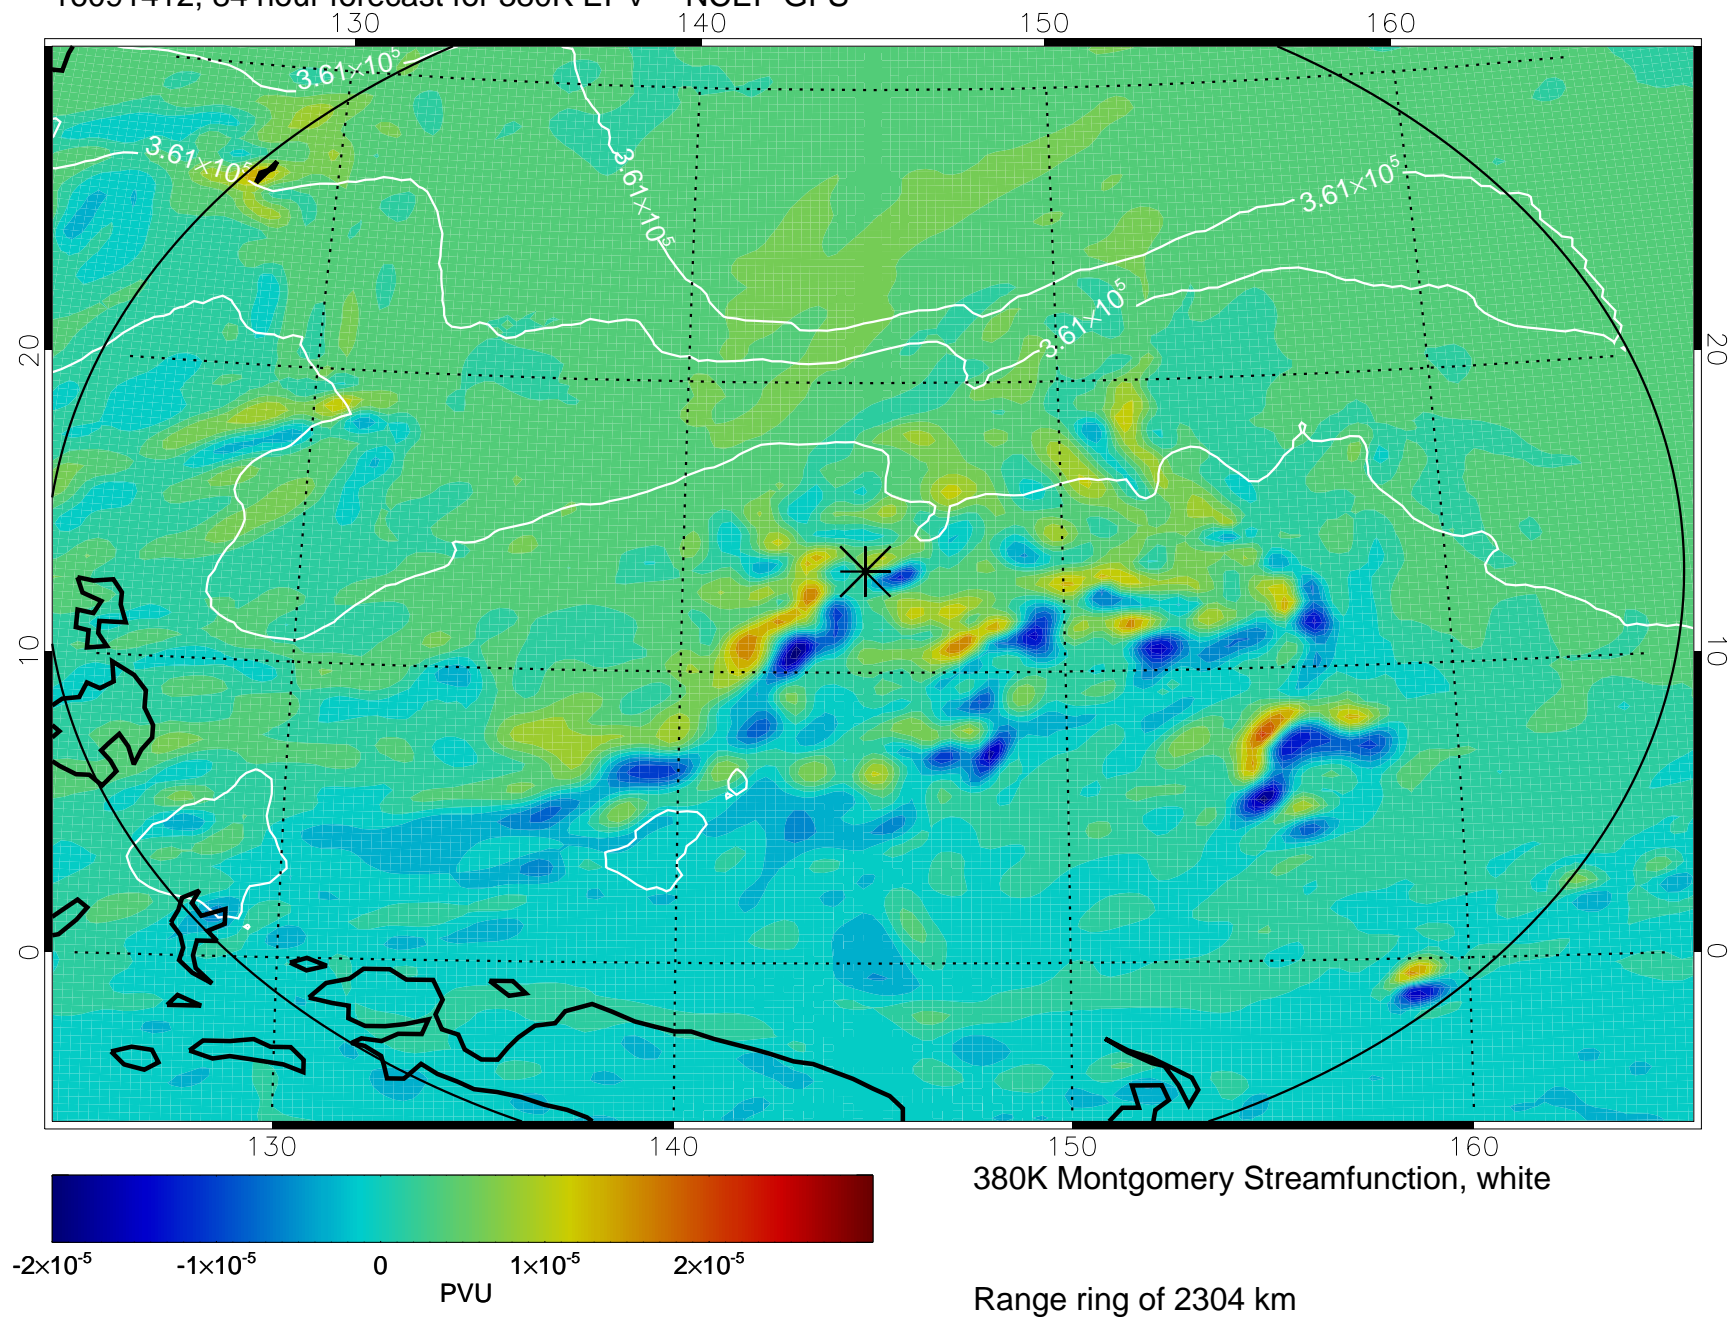 130 140 150 160
3.61×10⁵
3.61×10⁵
3.61×10⁵
3.61×10⁵
3.61×10⁵
20 20
10 10
0 0
130 140 150 160
380K Montgomery Streamfunction, white
-2×10⁻⁵ -1×10⁻⁵ 0 1×10⁻⁵ 2×10⁻⁵
PVU
Range ring of 2304 km